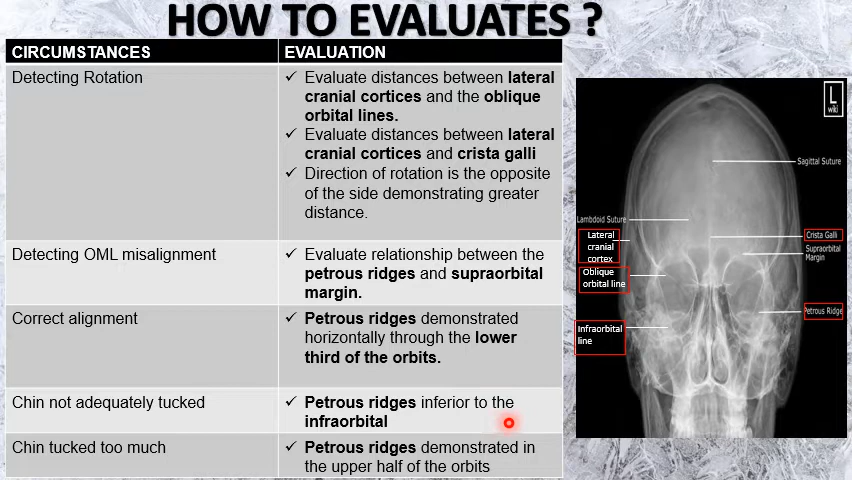 HOW TO EVALUATES ?
CIRCUMSTANCES
EVALUATION
Detecting Rotation
✓ Evaluate distances between lateral
cranial cortices and the oblique
orbital lines.
✓ Evaluate distances between lateral
cranial cortices and crista galli
✓ Direction of rotation is the opposite
of the side demonstrating greater
distance.
Detecting OML misalignment
✓ Evaluate relationship between the
petrous ridges and supraorbital
margin.
Correct alignment
✓ Petrous ridges demonstrated
horizontally through the lower
third of the orbits.
Chin not adequately tucked
✓ Petrous ridges inferior to the
infraorbital
Chin tucked too much
✓ Petrous ridges demonstrated in
the upper half of the orbits
L
wiki
Sagittal Suture
Lambdoid Suture
Lateral
cranial
cortex
Crista Galli
Supraorbital
Margin
Oblique
orbital line
Petrous Ridge
Infraorbital
line